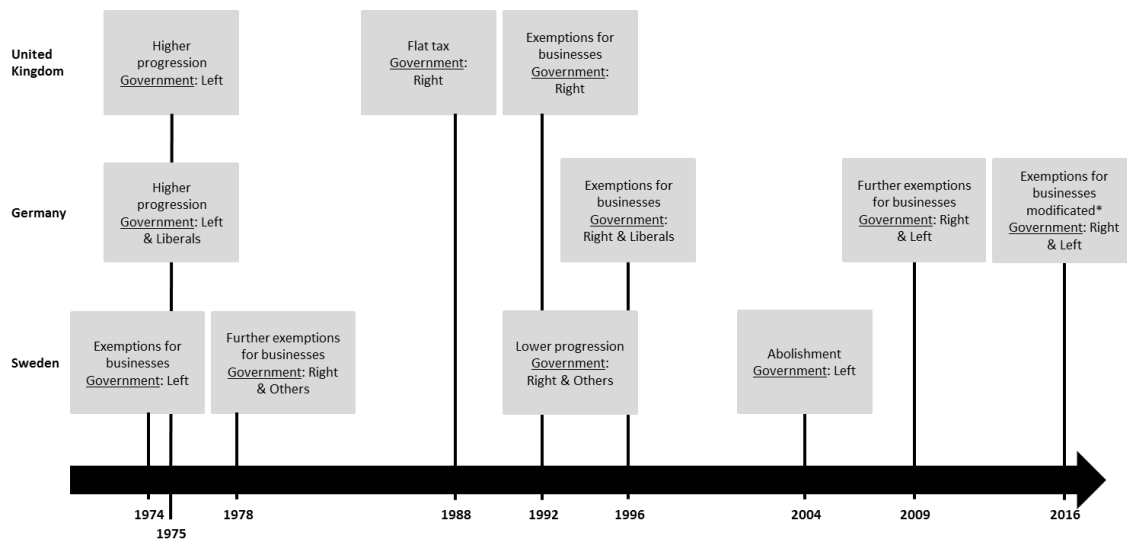 United
Kingdom
Higher
progression
Government: Left
Flat tax
Government:
Right
Exemptions for
businesses
Government:
Right
Germany
Higher
progression
Government: Left
& Liberals
Exemptions for
businesses
Government:
Right & Liberals
Further exemptions
for businesses
Government: Right
& Left
Exemptions for
businesses
modificated*
Government: Right
& Left
Sweden
Exemptions for
businesses
Government: Left
Further exemptions
for businesses
Government: Right
& Others
Lower progression
Government:
Right & Others
Abolishment
Government: Left
1974
1975
1978
1988
1992
1996
2004
2009
2016